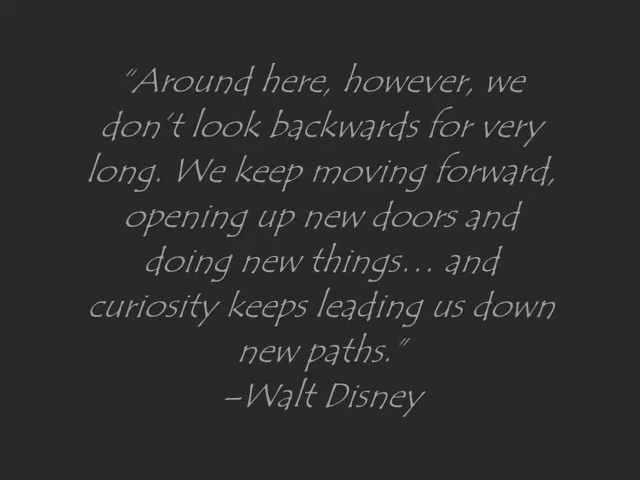 “Around here, however, we
don’t look backwards for very
long. We keep moving forward,
opening up new doors and
doing new things… and
curiosity keeps leading us down
new paths.”
–Walt Disney